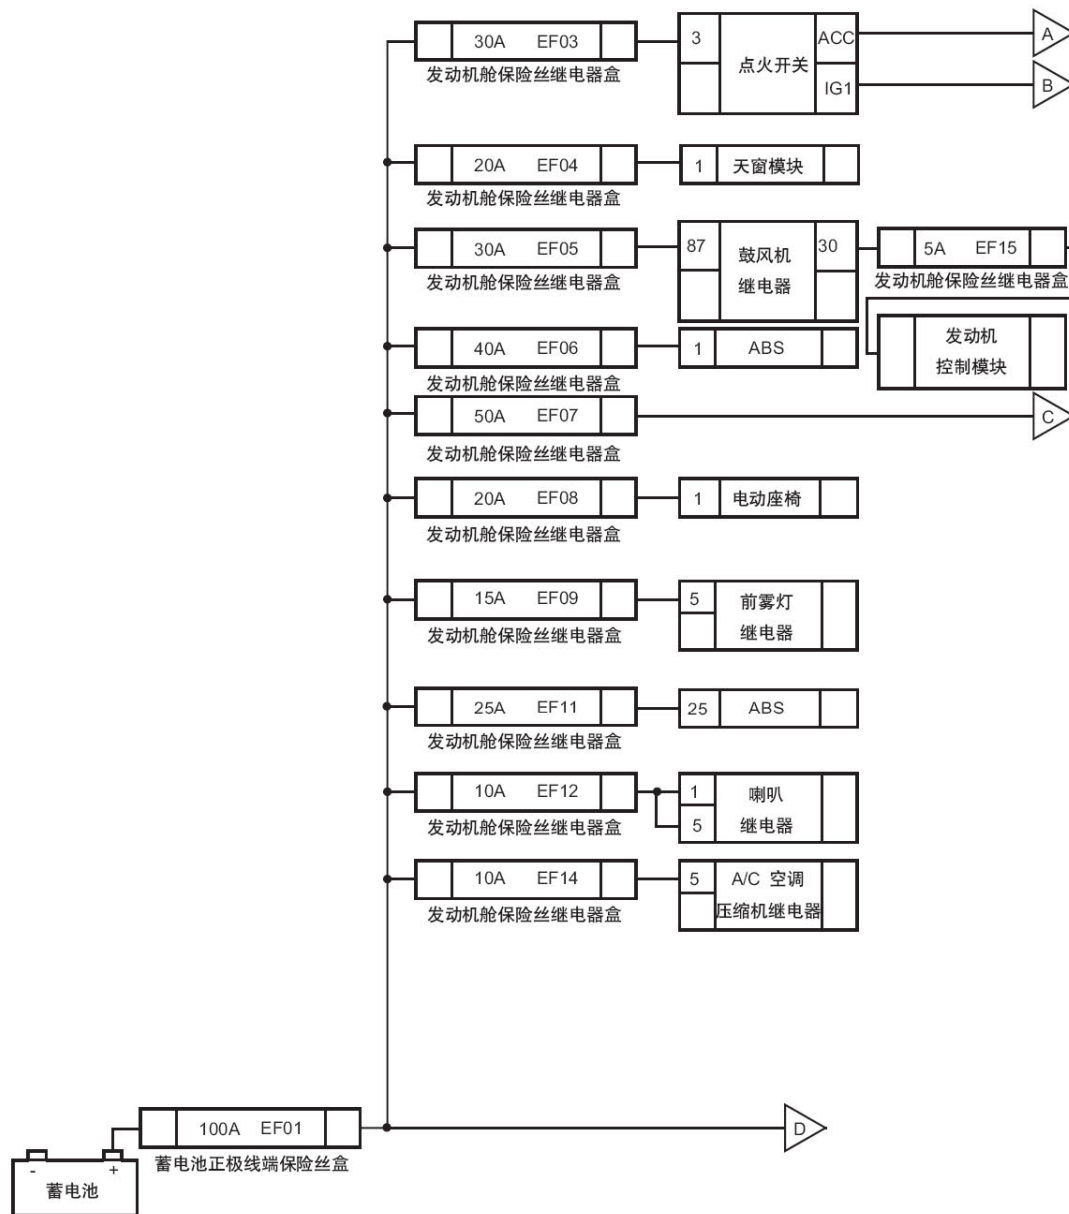 30A EF03
发动机舱保险丝继电器盒
3 点火开关 ACC
IG1
A
B
20A EF04
发动机舱保险丝继电器盒
1 天窗模块
30A EF05
发动机舱保险丝继电器盒
87 鼓风机 30
继电器
5A EF15
发动机舱保险丝继电器盒
发动机
控制模块
40A EF06
发动机舱保险丝继电器盒
1 ABS
50A EF07
发动机舱保险丝继电器盒
C
20A EF08
发动机舱保险丝继电器盒
1 电动座椅
15A EF09
发动机舱保险丝继电器盒
5 前雾灯
继电器
25A EF11
发动机舱保险丝继电器盒
25 ABS
10A EF12
发动机舱保险丝继电器盒
1 喇叭
5 继电器
10A EF14
发动机舱保险丝继电器盒
5 A/C 空调
压缩机继电器
100A EF01
蓄电池正极线端保险丝盒
D
- +
蓄电池